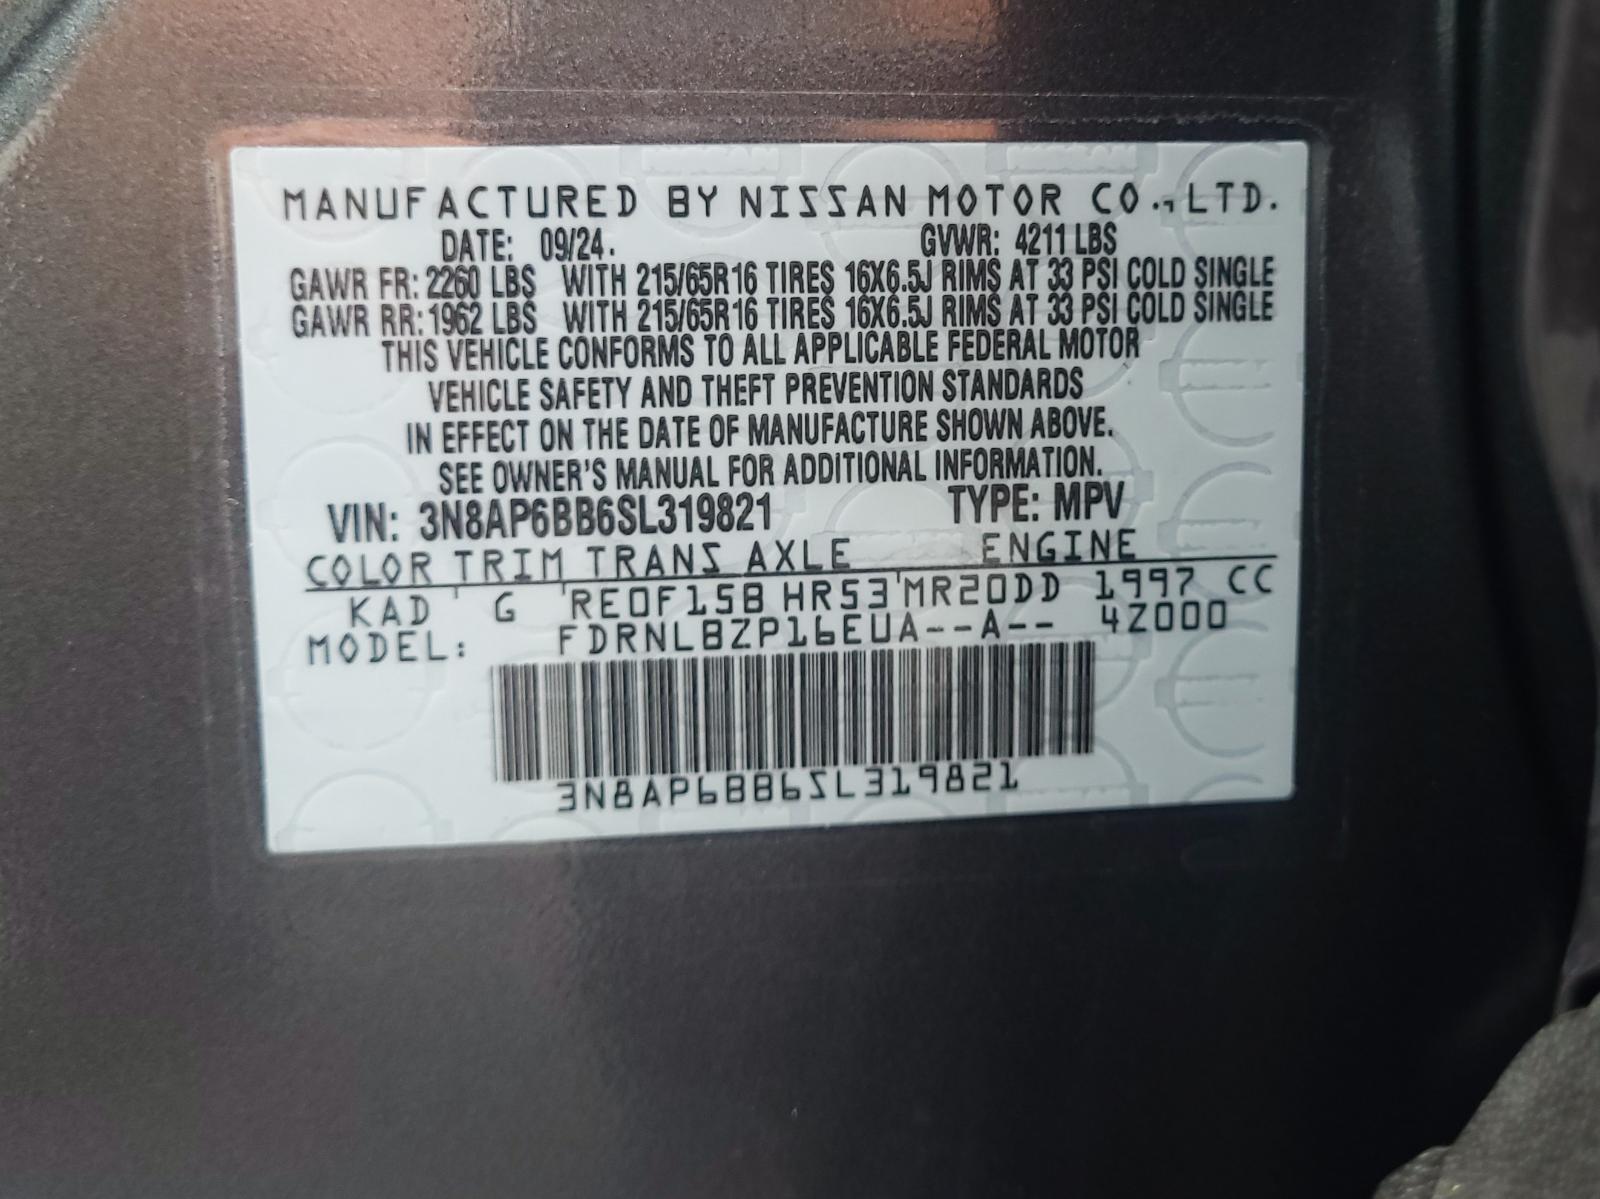 MANUFACTURED BY NISSAN MOTOR CO.,LTD.
DATE: 09/24. GVWR: 4211 LBS
GAWR FR: 2260 LBS WITH 215/65R16 TIRES 16X6.5J RIMS AT 33 PSI COLD SINGLE
GAWR RR: 1962 LBS WITH 215/65R16 TIRES 16X6.5J RIMS AT 33 PSI COLD SINGLE
THIS VEHICLE CONFORMS TO ALL APPLICABLE FEDERAL MOTOR
VEHICLE SAFETY AND THEFT PREVENTION STANDARDS
IN EFFECT ON THE DATE OF MANUFACTURE SHOWN ABOVE.
SEE OWNER'S MANUAL FOR ADDITIONAL INFORMATION.
VIN: 3N8AP6BB6SL319821 TYPE: MPV
COLOR TRIM TRANS AXLE ENGINE
KAD G RE0F15B HR53 MR20DD 1997 CC
MODEL: FDRNLBZP16EUA--A-- 4Z000
3N8AP6BB6SL319821